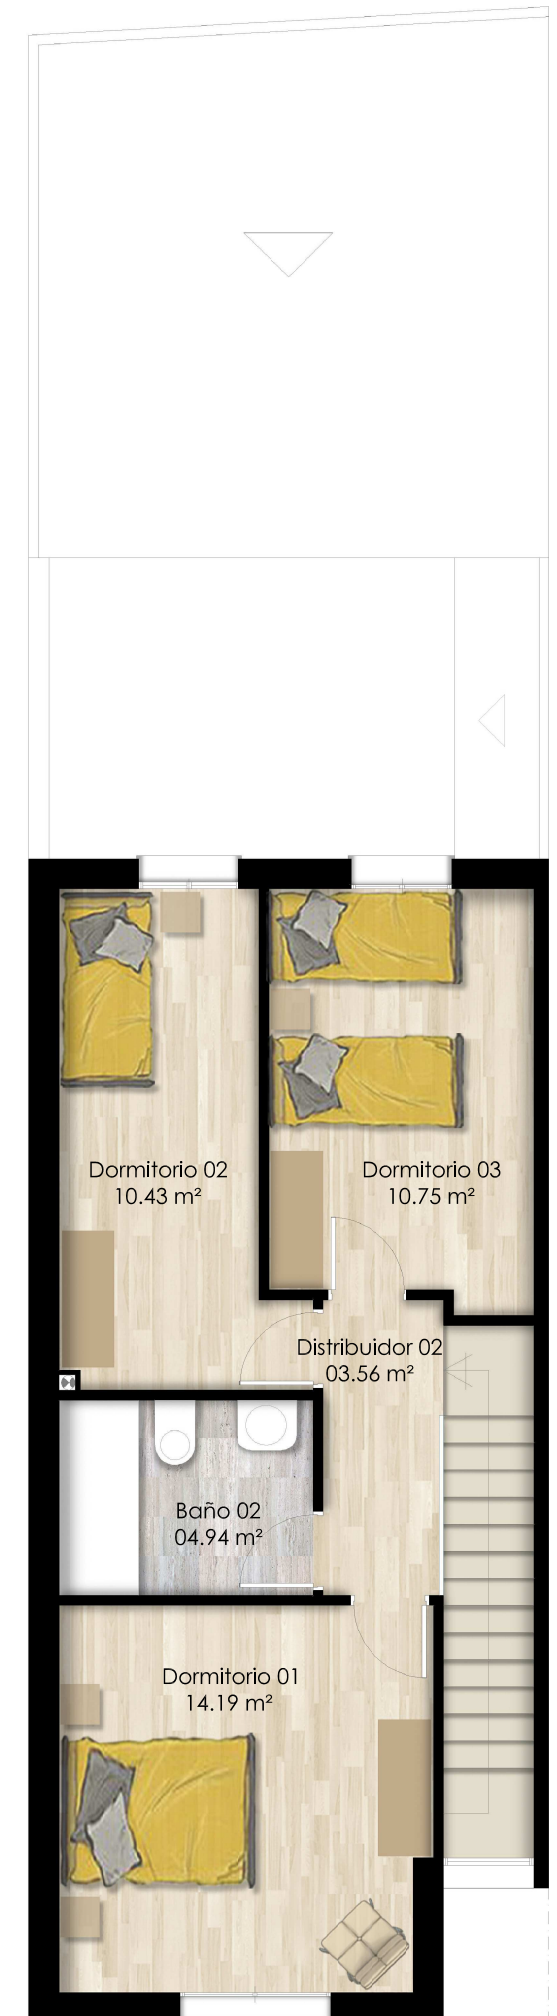 Dormitorio 02
10.43 m²
Dormitorio 03
10.75 m²
Distribuidor 02
03.56 m²
Baño 02
04.94 m²
Dormitorio 01
14.19 m²